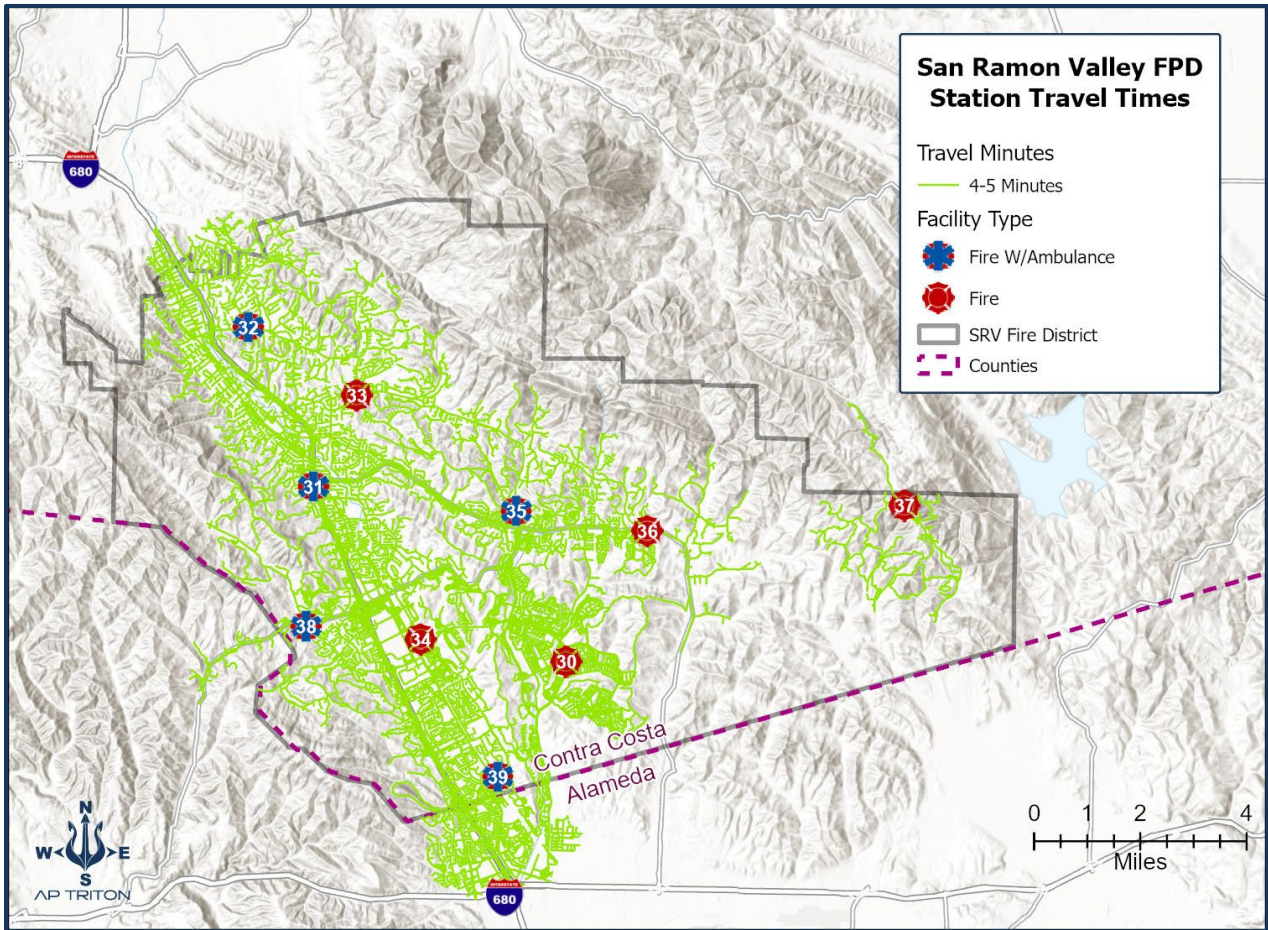 San Ramon Valley FPD
Station Travel Times
Travel Minutes
4-5 Minutes
Facility Type
Fire W/Ambulance
Fire
SRV Fire District
Counties
INTERSTATE
680
32
33
31
35
36
37
38
34
30
39
Contra Costa
Alameda
0 1 2 4
Miles
N
W E
S
AP TRITON
INTERSTATE
680